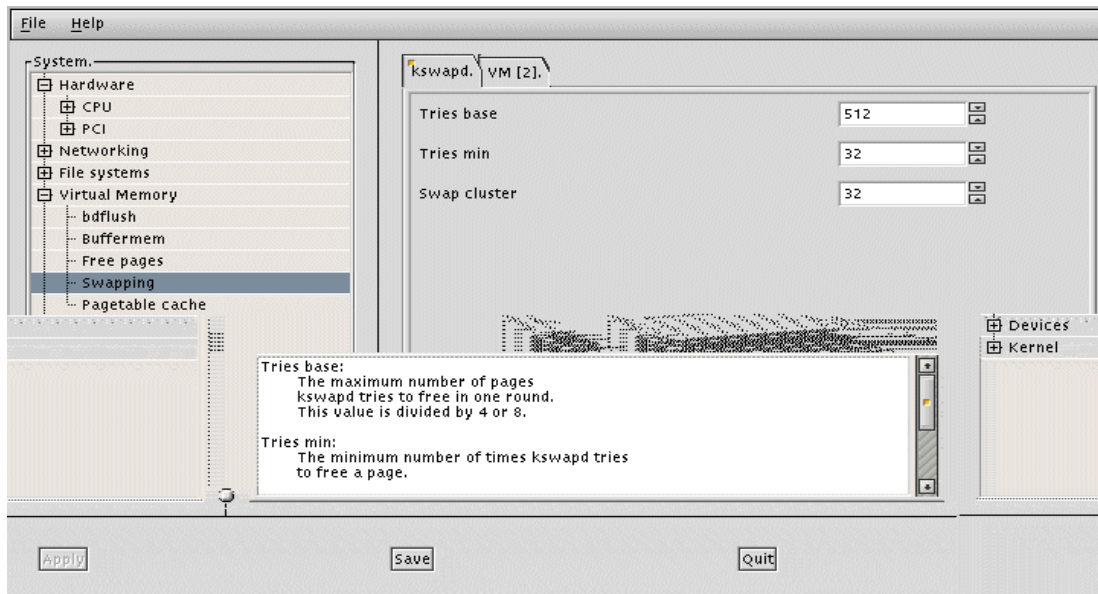 File Help
System.
Hardware
CPU
PCI
Networking
File systems
Virtual Memory
bdflush
Buffermem
Free pages
Swapping
Pagetable cache
kswapd. VM [2].
Tries base 512
Tries min 32
Swap cluster 32
Devices
Kernel
Tries base:
The maximum number of pages
kswapd tries to free in one round.
This value is divided by 4 or 8.
Tries min:
The minimum number of times kswapd tries
to free a page.
Apply Save Quit